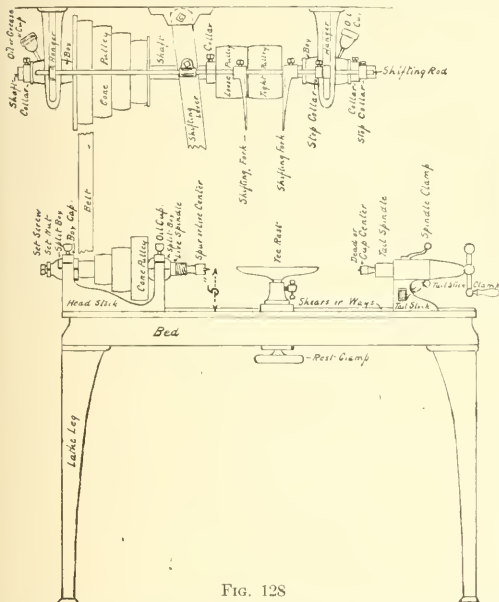 Oil or Grease
Cup
Hanger
Box
Cone Pulley
Shaft
Collar
Loose Pulley
Tight Pulley
Box
Hanger
Oil
Cup
Shafting
Collar
Shifting
Lever
Stop Collar
Collar
Stop Collar
Shifting Rod
Shifting Fork
Shifting Fork
Belt
Set Screw
Set Nut
Split Box
Box Cap.
Cone Pulley
Oil Cup.
Split Box
Live Spindle
Spur or Live Center
Tee Rest
Dead or
Cup Center
Tail Spindle
Spindle Clamp
Head Stock
5"
Shears or Ways
Tail Stock
Tail Stock
Clamp
Bed
Rest Clamp
Lathe Leg
FIG. 128